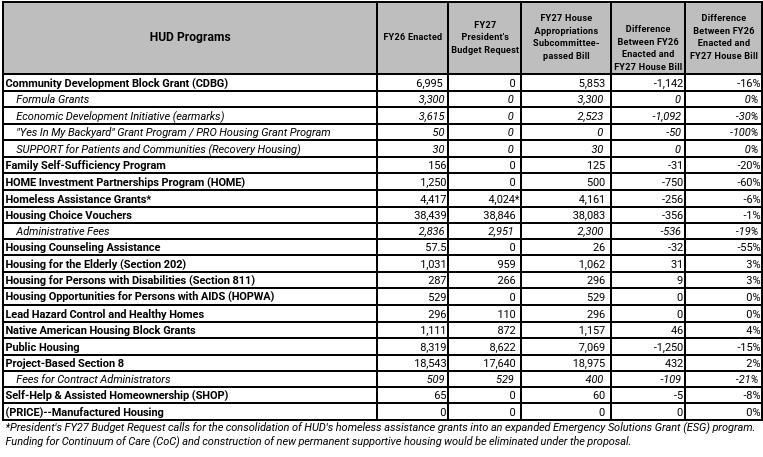 HUD Programs | FY26 Enacted | FY27 President's Budget Request | FY27 House Appropriations Subcommittee-passed Bill | Difference Between FY26 Enacted and FY27 House Bill | Difference Between FY26 Enacted and FY27 House Bill
Community Development Block Grant (CDBG) | 6,995 | 0 | 5,853 | -1,142 | -16%
Formula Grants | 3,300 | 0 | 3,300 | 0 | 0%
Economic Development Initiative (earmarks) | 3,615 | 0 | 2,523 | -1,092 | -30%
"Yes In My Backyard" Grant Program / PRO Housing Grant Program | 50 | 0 | 0 | -50 | -100%
SUPPORT for Patients and Communities (Recovery Housing) | 30 | 0 | 30 | 0 | 0%
Family Self-Sufficiency Program | 156 | 0 | 125 | -31 | -20%
HOME Investment Partnerships Program (HOME) | 1,250 | 0 | 500 | -750 | -60%
Homeless Assistance Grants* | 4,417 | 4,024* | 4,161 | -256 | -6%
Housing Choice Vouchers | 38,439 | 38,846 | 38,083 | -356 | -1%
Administrative Fees | 2,836 | 2,951 | 2,300 | -536 | -19%
Housing Counseling Assistance | 57.5 | 0 | 26 | -32 | -55%
Housing for the Elderly (Section 202) | 1,031 | 959 | 1,062 | 31 | 3%
Housing for Persons with Disabilities (Section 811) | 287 | 266 | 296 | 9 | 3%
Housing Opportunities for Persons with AIDS (HOPWA) | 529 | 0 | 529 | 0 | 0%
Lead Hazard Control and Healthy Homes | 296 | 110 | 296 | 0 | 0%
Native American Housing Block Grants | 1,111 | 872 | 1,157 | 46 | 4%
Public Housing | 8,319 | 8,622 | 7,069 | -1,250 | -15%
Project-Based Section 8 | 18,543 | 17,640 | 18,975 | 432 | 2%
Fees for Contract Administrators | 509 | 529 | 400 | -109 | -21%
Self-Help & Assisted Homeownership (SHOP) | 65 | 0 | 60 | -5 | -8%
(PRICE)--Manufactured Housing | 0 | 0 | 0 | 0 | 0%
*President's FY27 Budget Request calls for the consolidation of HUD's homeless assistance grants into an expanded Emergency Solutions Grant (ESG) program.
Funding for Continuum of Care (CoC) and construction of new permanent supportive housing would be eliminated under the proposal.